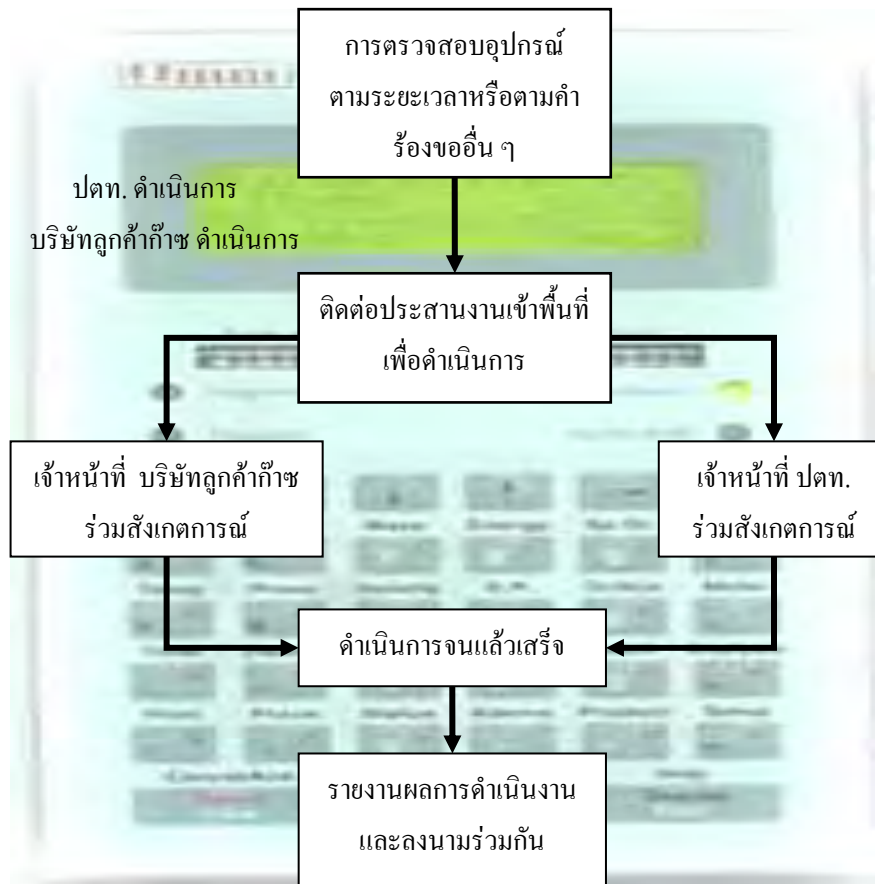 การตรวจสอบอุปกรณ์
ตามระยะเวลาหรือตามคำ
ร้องขออื่น ๆ
ปตท. ดำเนินการ
บริษัทลูกค้าก๊าซ ดำเนินการ
ติดต่อประสานงานเข้าพื้นที่
เพื่อดำเนินการ
เจ้าหน้าที่ บริษัทลูกค้าก๊าซ
ร่วมสังเกตการณ์
เจ้าหน้าที่ ปตท.
ร่วมสังเกตการณ์
ดำเนินการจนแล้วเสร็จ
รายงานผลการดำเนินงาน
และลงนามร่วมกัน